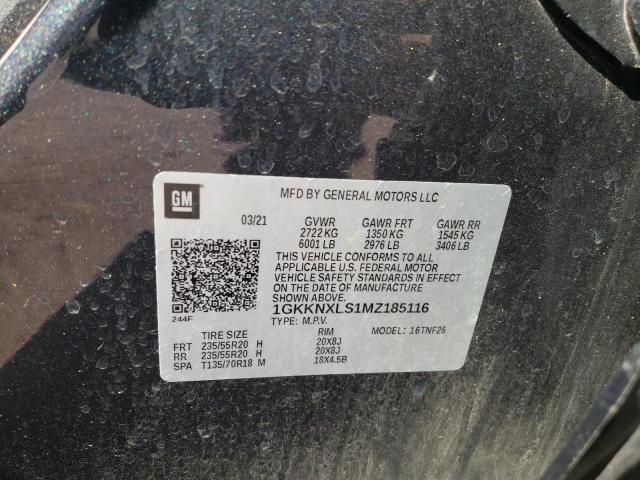 GM
MFD BY GENERAL MOTORS LLC
03/21 GVWR GAWR FRT GAWR RR
2722 KG 1350 KG 1545 KG
6001 LB 2976 LB 3406 LB
THIS VEHICLE CONFORMS TO ALL
APPLICABLE U.S. FEDERAL MOTOR
VEHICLE SAFETY STANDARDS IN EFFECT
ON THE DATE OF MANUFACTURE
SHOWN ABOVE.
1GKKNXLS1MZ185116
244F TYPE: M.P.V. MODEL: 16TNF26
TIRE SIZE RIM
FRT 235/55R20 H 20X8J
RR 235/55R20 H 20X8J
SPA T135/70R18 M 18X4.5B